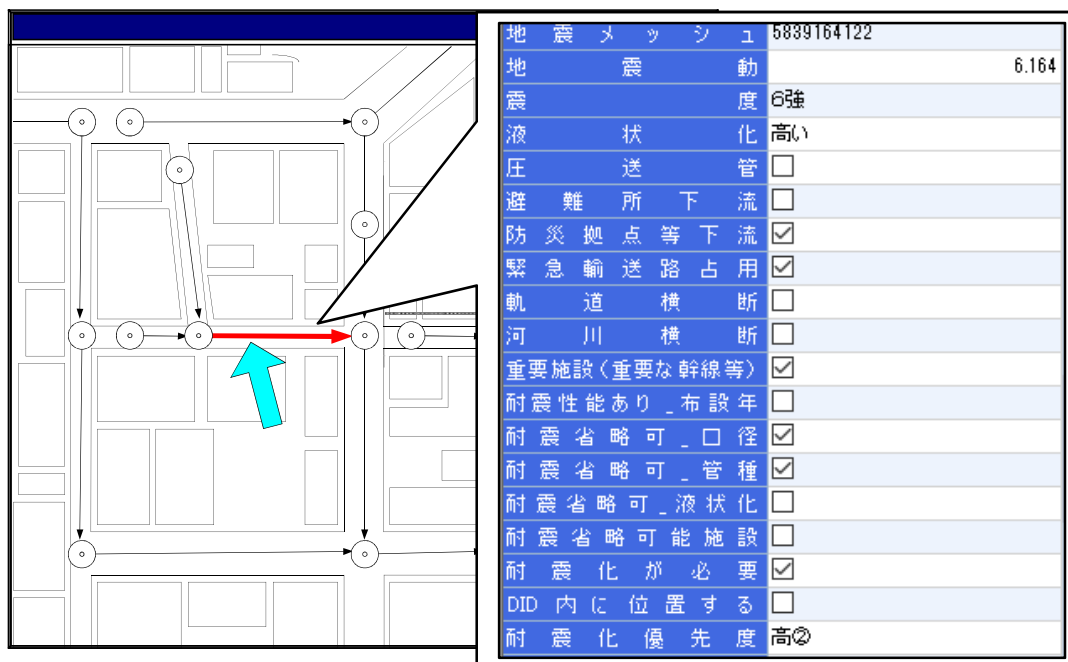 地震メッシュ 5839164122
地震動 6.164
震度 6強
液状化 高い
圧送管
避難所下流
防災拠点等下流
緊急輸送路占用
軌道横断
河川横断
重要施設(重要な幹線等)
耐震性能あり_布設年
耐震省略可_口径
耐震省略可_管種
耐震省略可_液状化
耐震省略可能施設
耐震化が必要
DID内に位置する
耐震化優先度 高②